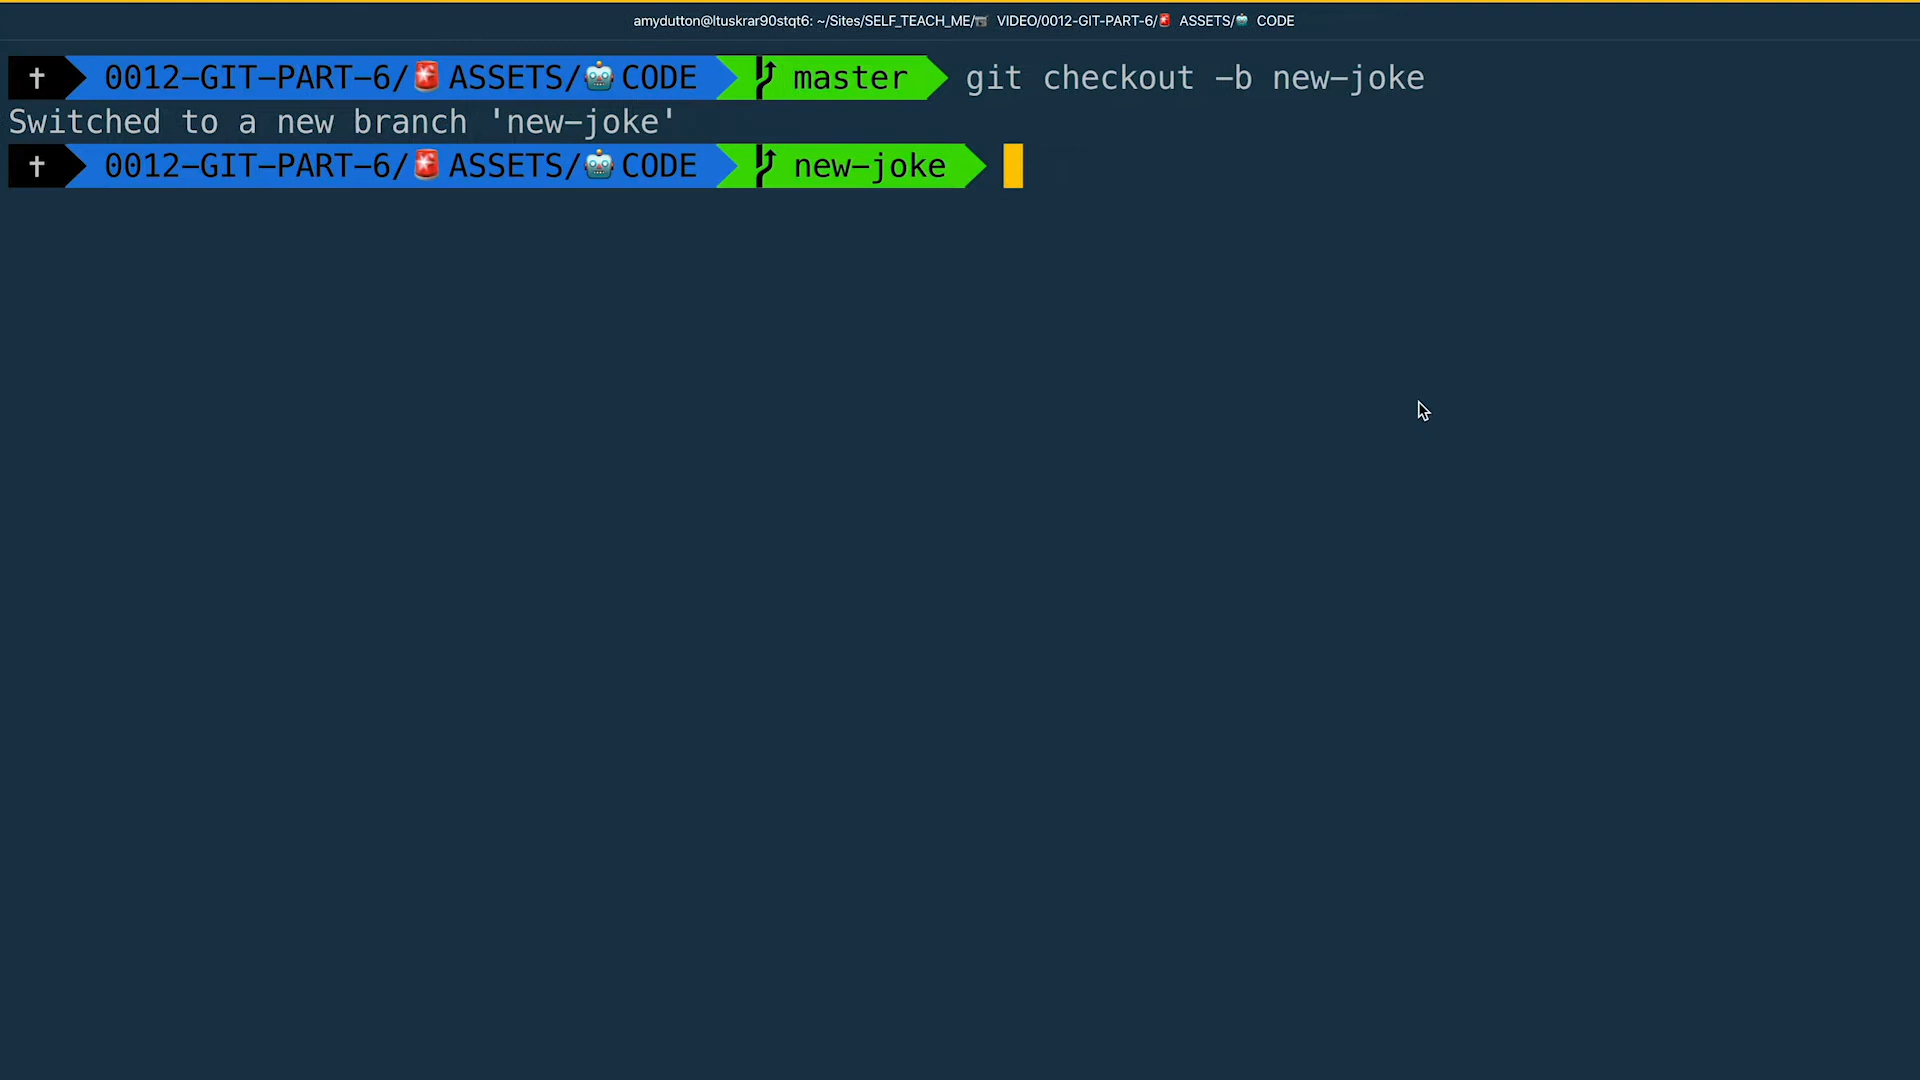 amydutton@ltuskrar90stqt6: ~/Sites/SELF_TEACH_ME/📹 VIDEO/0012-GIT-PART-6/🚨 ASSETS/🤖 CODE
✝ 0012-GIT-PART-6/🚨 ASSETS/🤖 CODE master git checkout -b new-joke
Switched to a new branch 'new-joke'
✝ 0012-GIT-PART-6/🚨 ASSETS/🤖 CODE new-joke